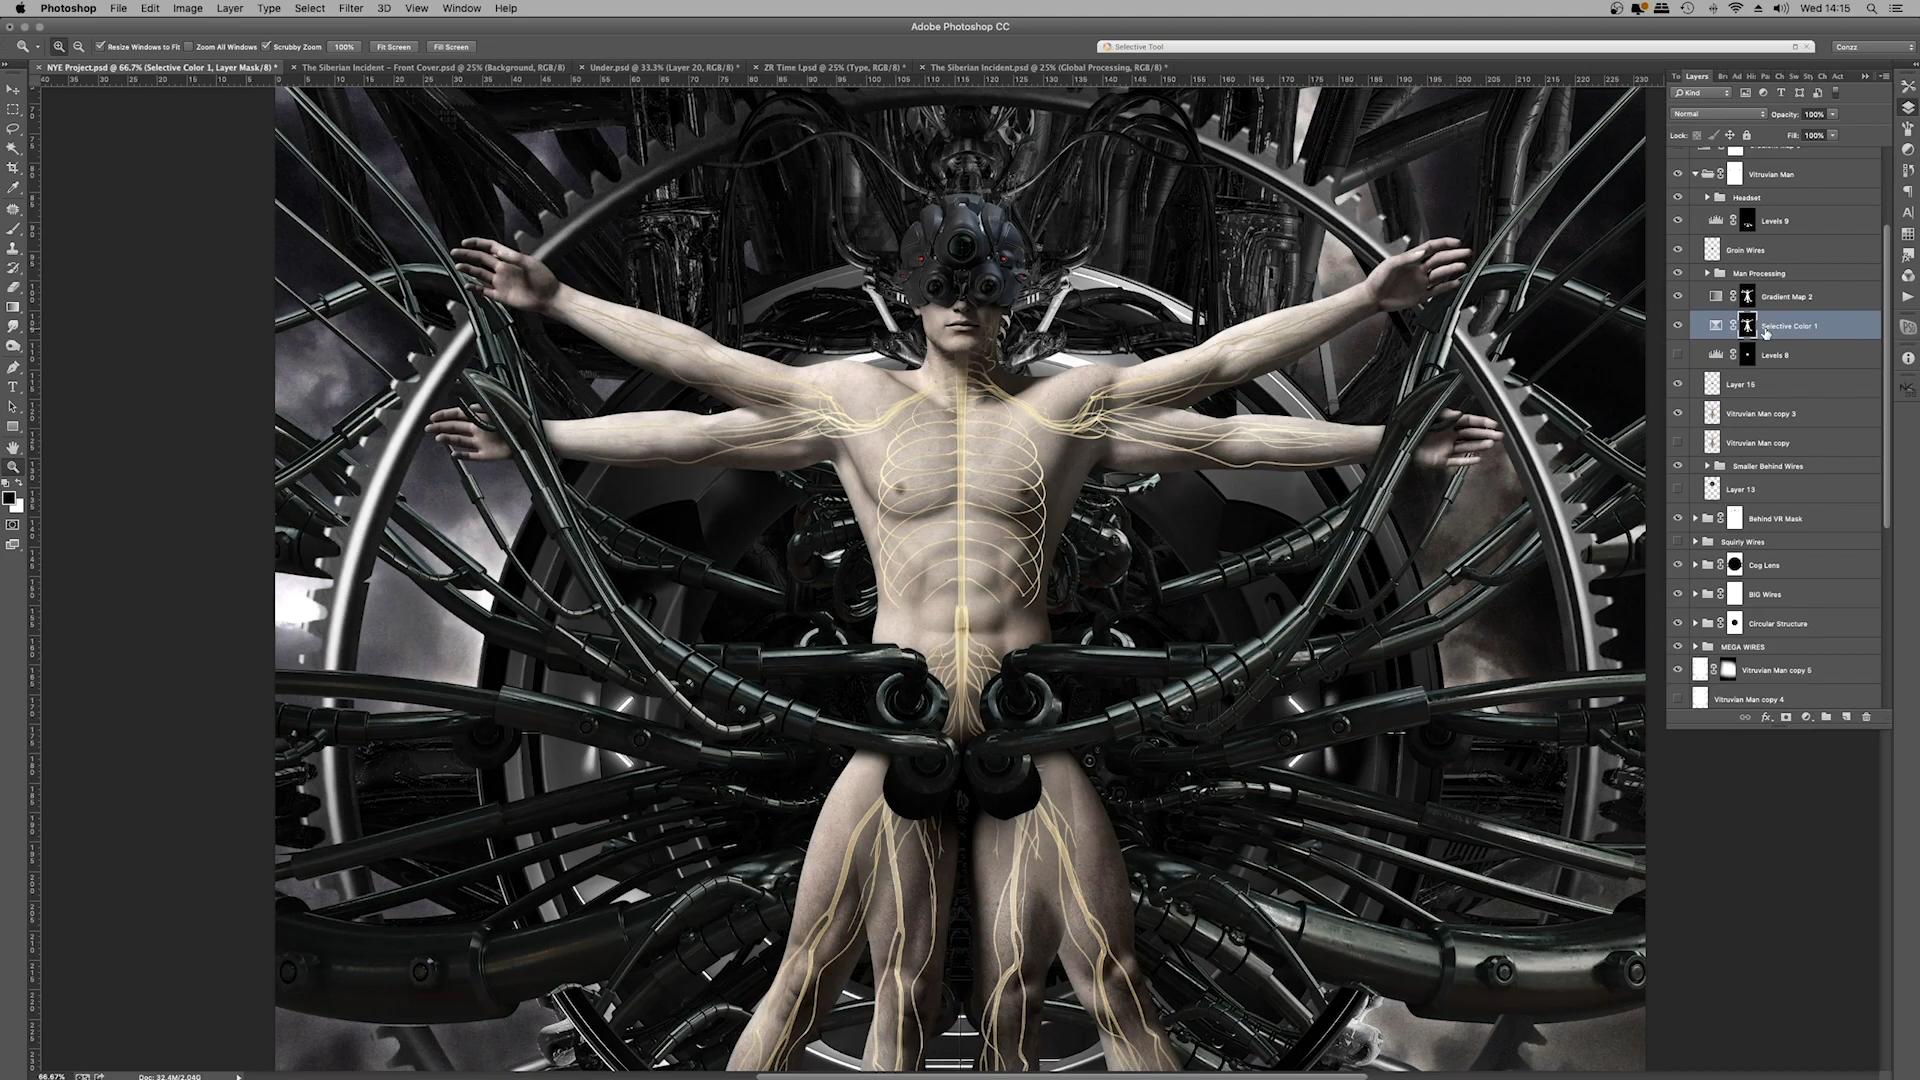 Photoshop File Edit Image Layer Type Select Filter 3D View Window Help
Wed 14:15
Adobe Photoshop CC
Resize Windows to Fit Zoom All Windows Scrubby Zoom 100% Fit Screen Fill Screen
Selective Tool
Conzz
NYE Project.psd @ 66.7% (Selective Color 1, Layer Mask/8) *
The Siberian Incident – Front Cover.psd @ 25% (Background, RGB/8)
Under.psd @ 33.3% (Layer 20, RGB/8) *
ZR Time I.psd @ 25% (Type, RGB/8) *
The Siberian Incident.psd @ 25% (Global Processing, RGB/8) *
Layers
Kind
Normal Opacity: 100%
Lock: Fill: 100%
Vitruvian Man
Headset
Levels 9
Groin Wires
Man Processing
Gradient Map 2
Selective Color 1
Levels 8
Layer 15
Vitruvian Man copy 3
Vitruvian Man copy
Smaller Behind Wires
Layer 13
Behind VR Mask
Squirly Wires
Cog Lens
BIG Wires
Circular Structure
MEGA WIRES
Vitruvian Man copy 5
Vitruvian Man copy 4
66.67% Doc: 32.4M/2.04G